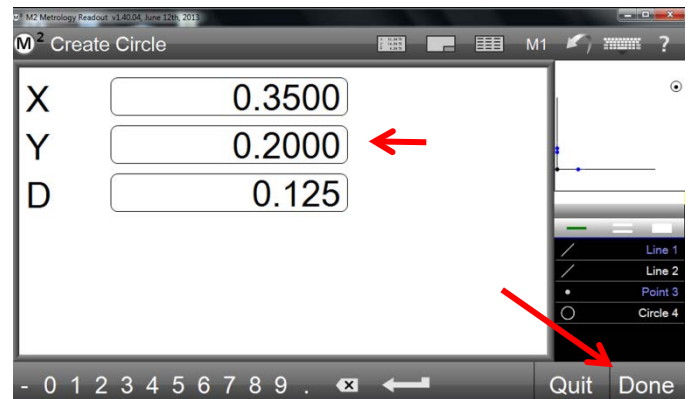 M2 Metrology Readout v1.40.04, June 12th, 2013
M² Create Circle M1 ?
X 0.3500
Y 0.2000
D 0.125
Line 1
Line 2
Point 3
Circle 4
- 0 1 2 3 4 5 6 7 8 9 . Quit Done